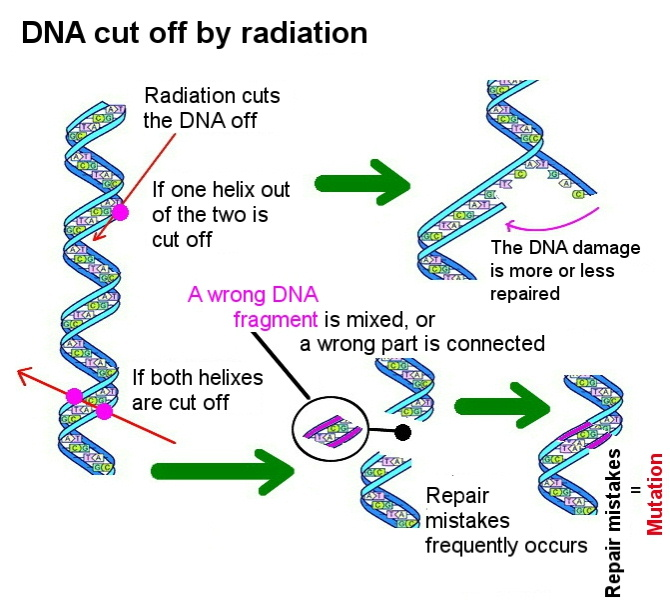 DNA cut off by radiation
Radiation cuts
the DNA off
If one helix out
of the two is
cut off
The DNA damage
is more or less
repaired
A wrong DNA
fragment is mixed, or
a wrong part is connected
If both helixes
are cut off
Repair
mistakes
frequently occurs
Repair mistakes
=
Mutation